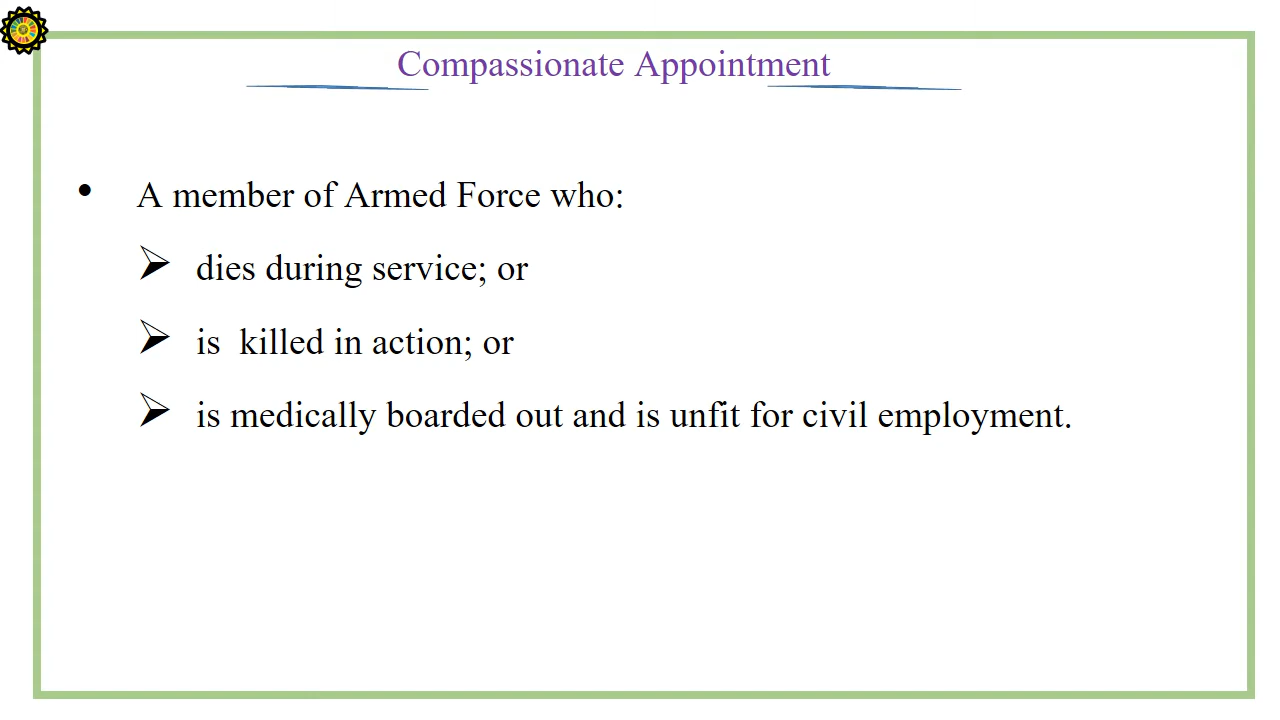 Compassionate Appointment
• A member of Armed Force who:
➢ dies during service; or
➢ is  killed in action; or
➢ is medically boarded out and is unfit for civil employment.